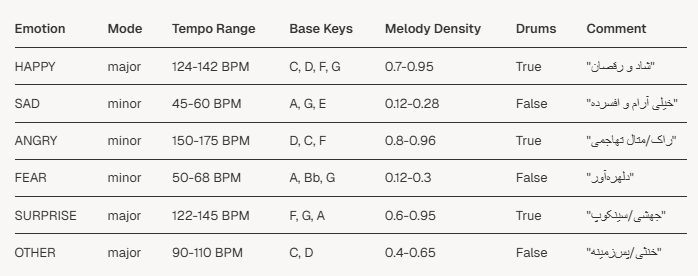 Emotion Mode Tempo Range Base Keys Melody Density Drums Comment
HAPPY major 124-142 BPM C, D, F, G 0.7-0.95 True "شاد و رقصان"
SAD minor 45-60 BPM A, G, E 0.12-0.28 False "خیلی آرام و افسرده"
ANGRY minor 150-175 BPM D, C, F 0.8-0.96 True "راک/متال تهاجمی"
FEAR minor 50-68 BPM A, Bb, G 0.12-0.3 False "دلهره‌آور"
SURPRISE major 122-145 BPM F, G, A 0.6-0.95 True "جهشی/سینکوپ"
OTHER major 90-110 BPM C, D 0.4-0.65 False "خنثی/پس‌زمینه"